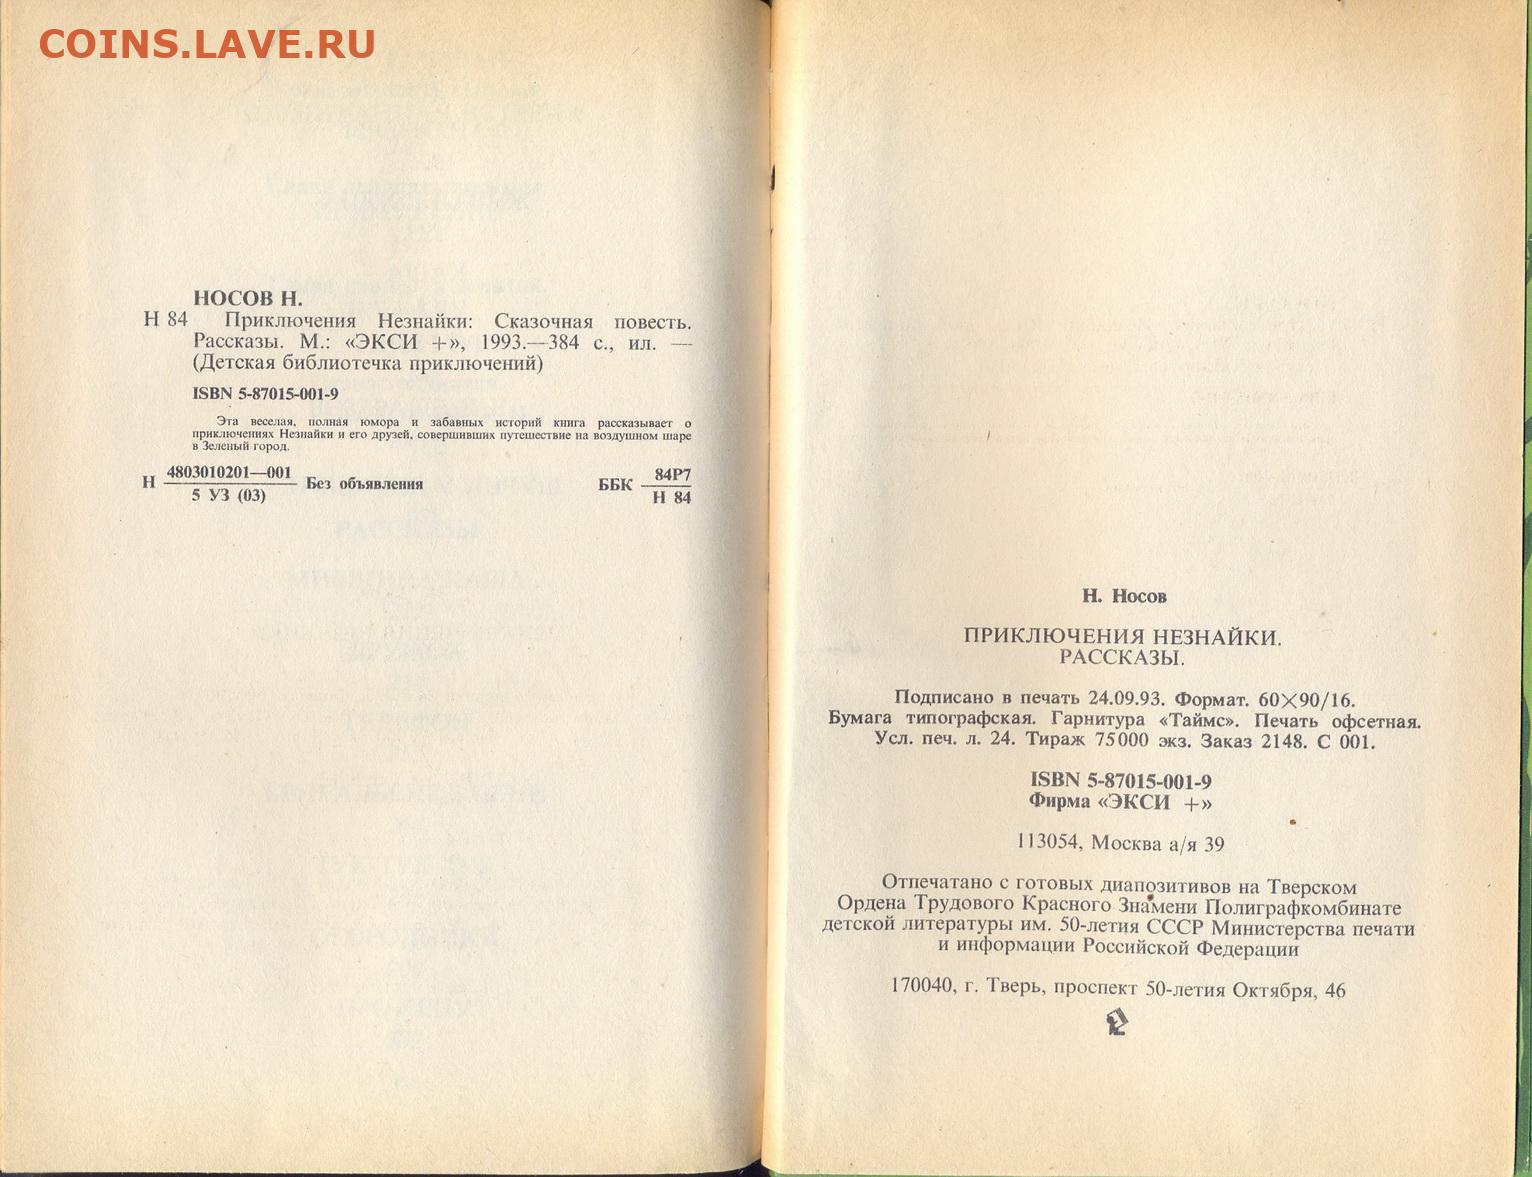 COINS.LAVE.RU
НОСОВ Н.
Н 84 Приключения Незнайки: Сказочная повесть.
Рассказы. М.: «ЭКСИ +», 1993.—384 с., ил. —
(Детская библиотечка приключений)
ISBN 5-87015-001-9
Эта веселая, полная юмора и забавных историй книга рассказывает о
приключениях Незнайки и его друзей, совершивших путешествие на воздушном шаре
в Зеленый город.
Н 4803010201—001 Без объявления
5 УЗ (03)
ББК 84Р7
Н 84
Н. Носов
ПРИКЛЮЧЕНИЯ НЕЗНАЙКИ.
РАССКАЗЫ.
Подписано в печать 24.09.93. Формат. 60×90/16.
Бумага типографская. Гарнитура «Таймс». Печать офсетная.
Усл. печ. л. 24. Тираж 75000 экз. Заказ 2148. С 001.
ISBN 5-87015-001-9
Фирма «ЭКСИ +»
113054, Москва а/я 39
Отпечатано с готовых диапозитивов на Тверском
Ордена Трудового Красного Знамени Полиграфкомбинате
детской литературы им. 50-летия СССР Министерства печати
и информации Российской Федерации
170040, г. Тверь, проспект 50-летия Октября, 46